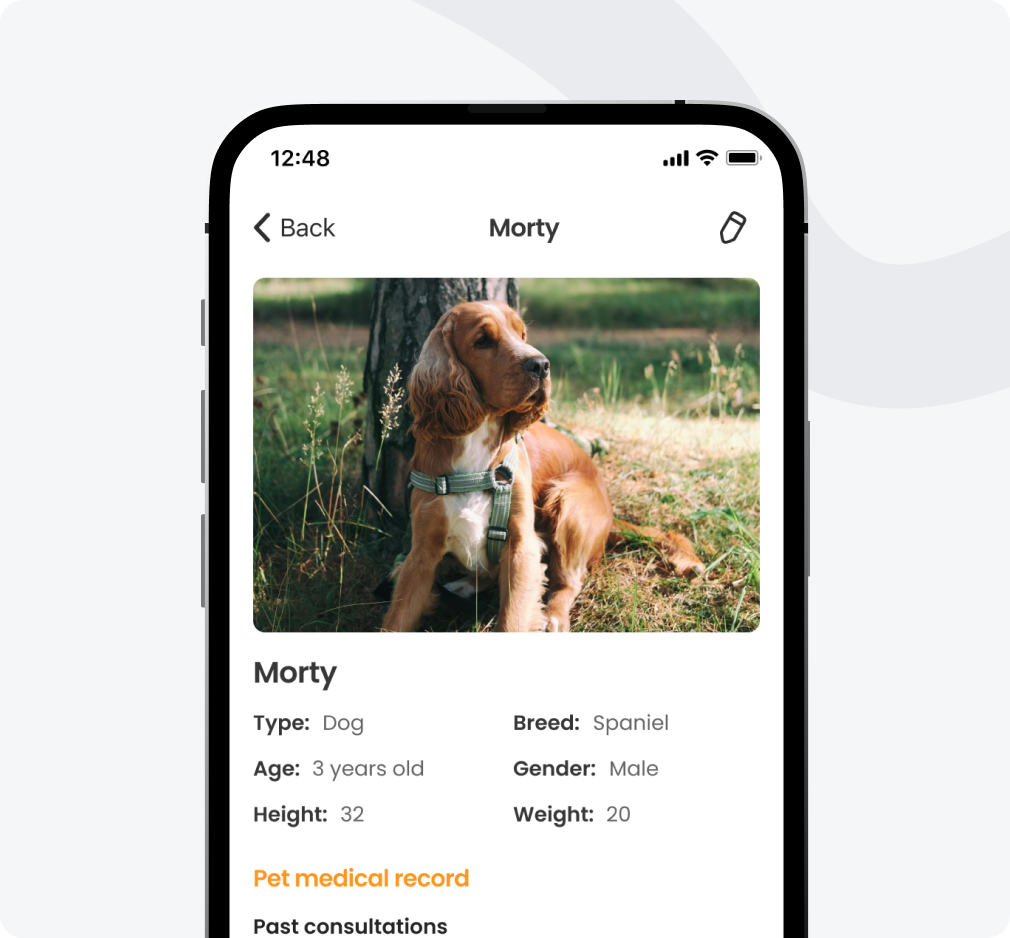 12:48
Back
Morty
Morty
Type: Dog
Breed: Spaniel
Age: 3 years old
Gender: Male
Height: 32
Weight: 20
Pet medical record
Past consultations